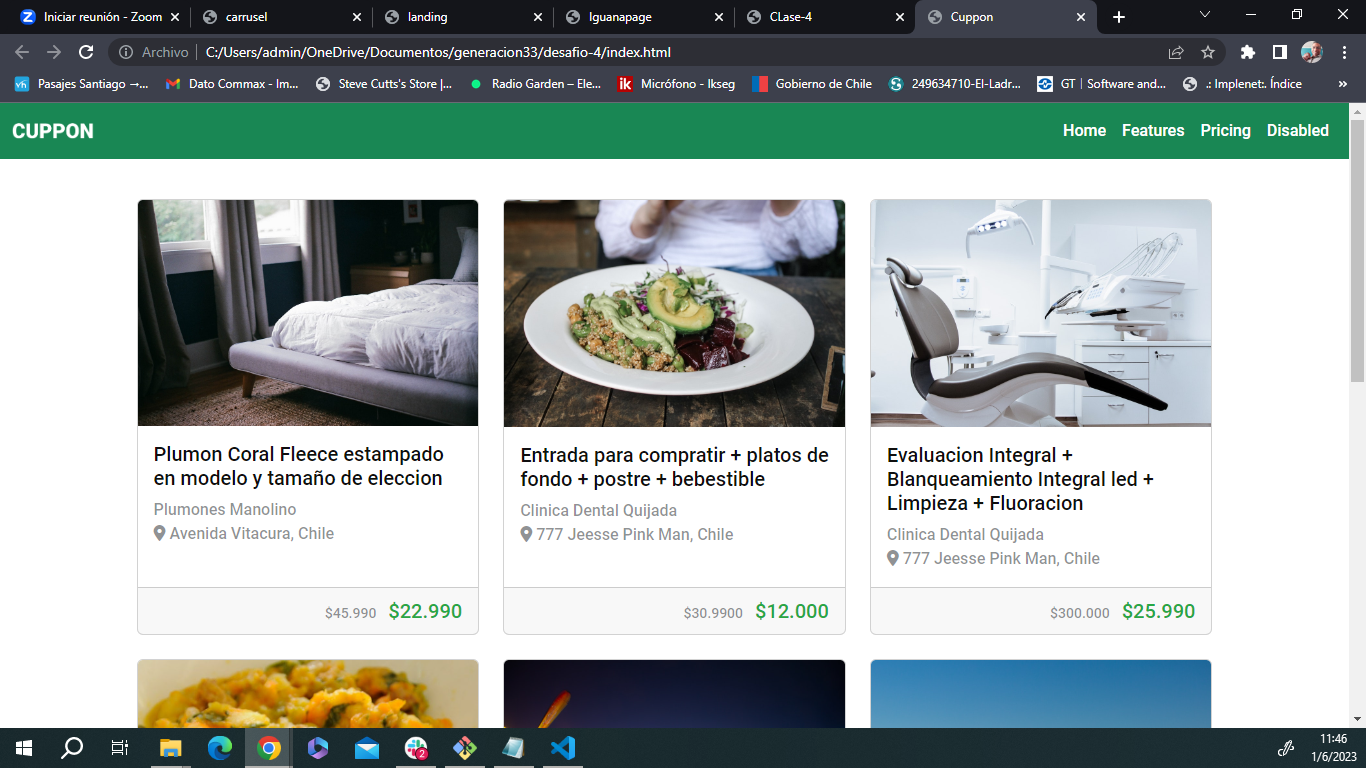 Iniciar reunión - Zoom
carrusel
landing
Iguanapage
CLase-4
Cuppon
Archivo
C:/Users/admin/OneDrive/Documentos/generacion33/desafio-4/index.html
Pasajes Santiago →...
Dato Commax - Im...
Steve Cutts's Store |...
Radio Garden – Ele...
Micrófono - Ikseg
Gobierno de Chile
249634710-El-Ladr...
GT | Software and...
.: Implenet:. Índice
»
CUPPON
Home
Features
Pricing
Disabled
Plumon Coral Fleece estampado
en modelo y tamaño de eleccion
Plumones Manolino
Avenida Vitacura, Chile
$45.990 $22.990
Entrada para compratir + platos de
fondo + postre + bebestible
Clinica Dental Quijada
777 Jeesse Pink Man, Chile
$30.9900 $12.000
Evaluacion Integral +
Blanqueamiento Integral led +
Limpieza + Fluoracion
Clinica Dental Quijada
777 Jeesse Pink Man, Chile
$300.000 $25.990
2
11:46
1/6/2023